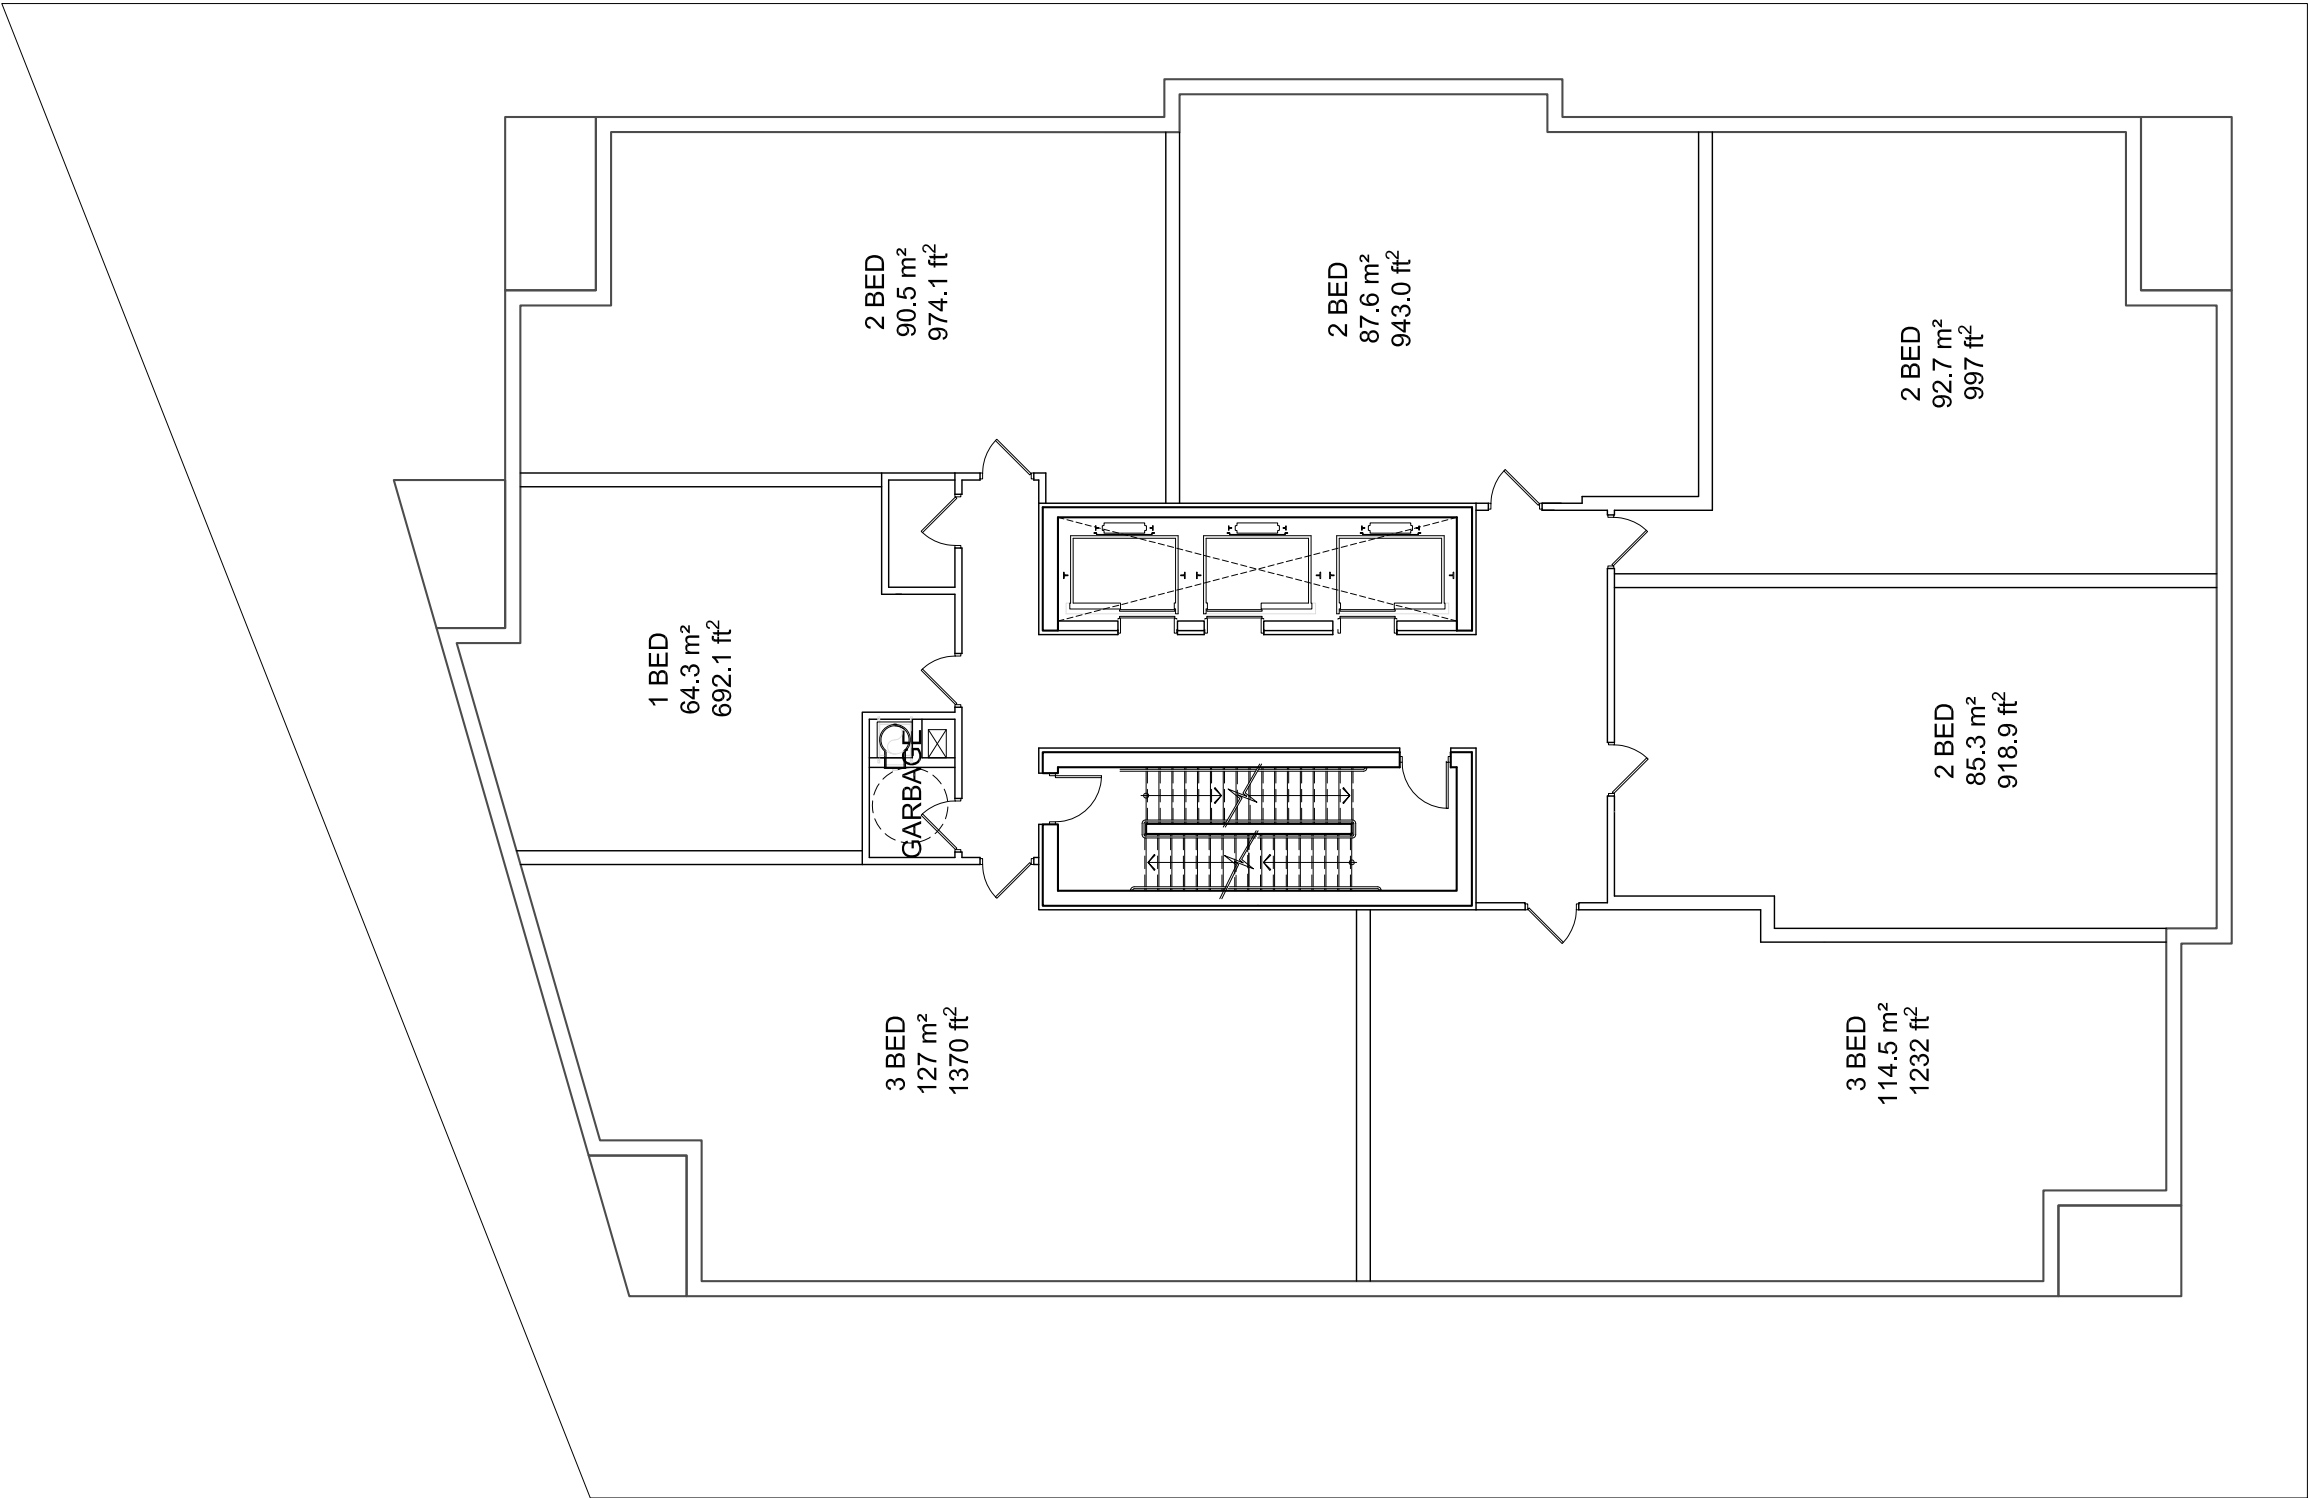 2 BED
90.5 m²
974.1 ft²
2 BED
87.6 m²
943.0 ft²
2 BED
92.7 m²
997 ft²
1 BED
64.3 m²
692.1 ft²
GARBAGE
2 BED
85.3 m²
918.9 ft²
3 BED
127 m²
1370 ft²
3 BED
114.5 m²
1232 ft²